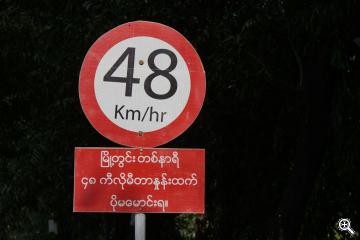 48
Km/hr
မြို့တွင်း တစ်နာရီ
၄၈ ကီလိုမီတာနှုန်းထက်
ပိုမမောင်းရ။